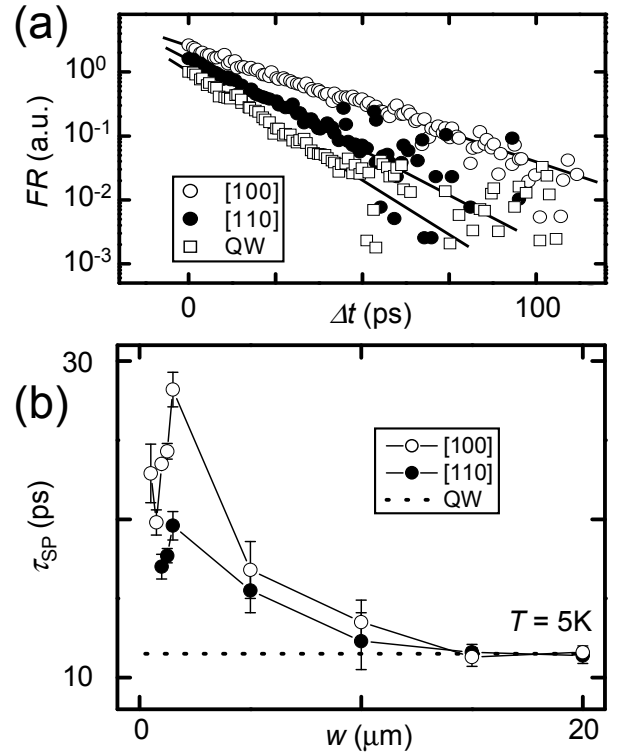 (a)
10⁰
10⁻¹
10⁻²
10⁻³
FR (a.u.)
[100]
[110]
QW
0
100
Δt (ps)
(b)
30
10
τSP (ps)
[100]
[110]
QW
T = 5K
0
10
20
w (μm)